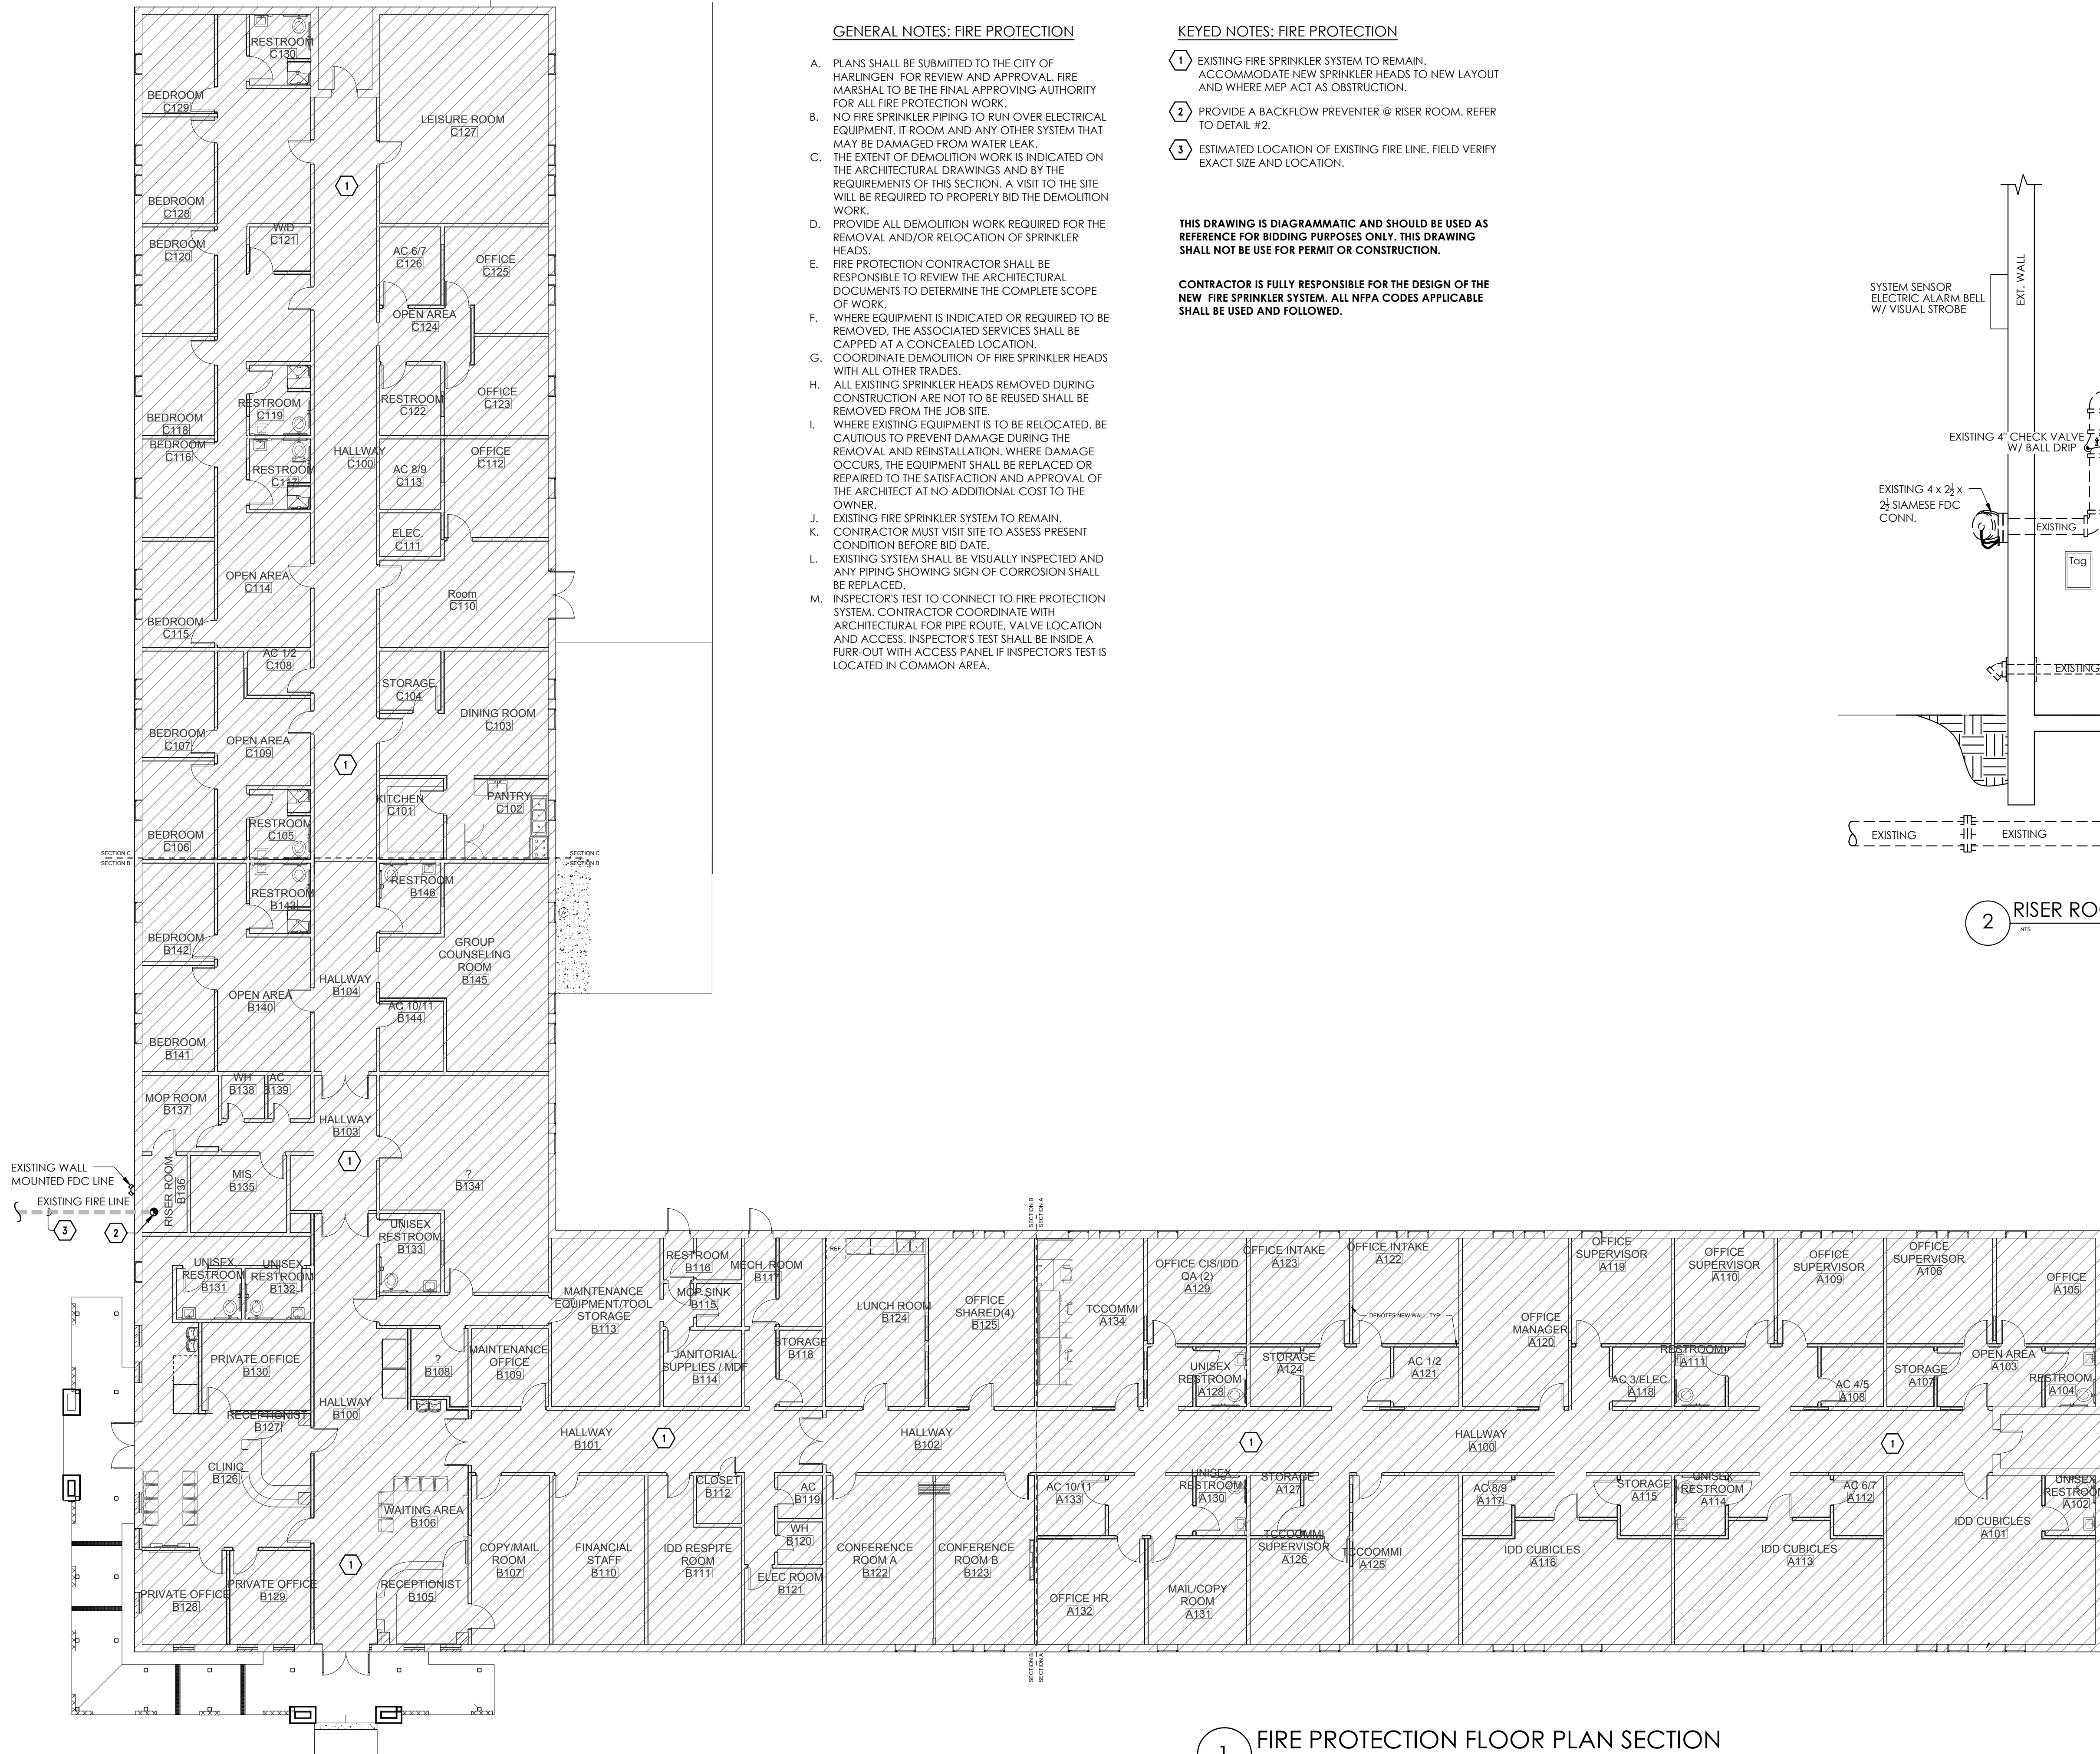 GENERAL NOTES: FIRE PROTECTION
A. PLANS SHALL BE SUBMITTED TO THE CITY OF
HARLINGEN FOR REVIEW AND APPROVAL. FIRE
MARSHAL TO BE THE FINAL APPROVING AUTHORITY
FOR ALL FIRE PROTECTION WORK.
B. NO FIRE SPRINKLER PIPING TO RUN OVER ELECTRICAL
EQUIPMENT, IT ROOM AND ANY OTHER SYSTEM THAT
MAY BE DAMAGED FROM WATER LEAK.
C. THE EXTENT OF DEMOLITION WORK IS INDICATED ON
THE ARCHITECTURAL DRAWINGS AND BY THE
REQUIREMENTS OF THIS SECTION. A VISIT TO THE SITE
WILL BE REQUIRED TO PROPERLY BID THE DEMOLITION
WORK.
D. PROVIDE ALL DEMOLITION WORK REQUIRED FOR THE
REMOVAL AND/OR RELOCATION OF SPRINKLER
HEADS.
E. FIRE PROTECTION CONTRACTOR SHALL BE
RESPONSIBLE TO REVIEW THE ARCHITECTURAL
DOCUMENTS TO DETERMINE THE COMPLETE SCOPE
OF WORK.
F. WHERE EQUIPMENT IS INDICATED OR REQUIRED TO BE
REMOVED, THE ASSOCIATED SERVICES SHALL BE
CAPPED AT A CONCEALED LOCATION.
G. COORDINATE DEMOLITION OF FIRE SPRINKLER HEADS
WITH ALL OTHER TRADES.
H. ALL EXISTING SPRINKLER HEADS REMOVED DURING
CONSTRUCTION ARE NOT TO BE REUSED SHALL BE
REMOVED FROM THE JOB SITE.
I. WHERE EXISTING EQUIPMENT IS TO BE RELOCATED, BE
CAUTIOUS TO PREVENT DAMAGE DURING THE
REMOVAL AND REINSTALLATION. WHERE DAMAGE
OCCURS, THE EQUIPMENT SHALL BE REPLACED OR
REPAIRED TO THE SATISFACTION AND APPROVAL OF
THE ARCHITECT AT NO ADDITIONAL COST TO THE
OWNER.
J. EXISTING FIRE SPRINKLER SYSTEM TO REMAIN.
K. CONTRACTOR MUST VISIT SITE TO ASSESS PRESENT
CONDITION BEFORE BID DATE.
L. EXISTING SYSTEM SHALL BE VISUALLY INSPECTED AND
ANY PIPING SHOWING SIGN OF CORROSION SHALL
BE REPLACED.
M. INSPECTOR'S TEST TO CONNECT TO FIRE PROTECTION
SYSTEM. CONTRACTOR COORDINATE WITH
ARCHITECTURAL FOR PIPE ROUTE, VALVE LOCATION
AND ACCESS. INSPECTOR'S TEST SHALL BE INSIDE A
FURR-OUT WITH ACCESS PANEL IF INSPECTOR'S TEST IS
LOCATED IN COMMON AREA.
KEYED NOTES: FIRE PROTECTION
1 EXISTING FIRE SPRINKLER SYSTEM TO REMAIN.
ACCOMMODATE NEW SPRINKLER HEADS TO NEW LAYOUT
AND WHERE MEP ACT AS OBSTRUCTION.
2 PROVIDE A BACKFLOW PREVENTER @ RISER ROOM. REFER
TO DETAIL #2.
3 ESTIMATED LOCATION OF EXISTING FIRE LINE. FIELD VERIFY
EXACT SIZE AND LOCATION.
THIS DRAWING IS DIAGRAMMATIC AND SHOULD BE USED AS
REFERENCE FOR BIDDING PURPOSES ONLY. THIS DRAWING
SHALL NOT BE USE FOR PERMIT OR CONSTRUCTION.
CONTRACTOR IS FULLY RESPONSIBLE FOR THE DESIGN OF THE
NEW FIRE SPRINKLER SYSTEM. ALL NFPA CODES APPLICABLE
SHALL BE USED AND FOLLOWED.
SYSTEM SENSOR
ELECTRIC ALARM BELL
W/ VISUAL STROBE
EXT. WALL
EXISTING 4" CHECK VALVE
W/ BALL DRIP
EXISTING 4 x 2½ x
2½ SIAMESE FDC
CONN.
EXISTING
Tag
EXISTING
EXISTING
EXISTING
2 RISER RO
NTS
RESTROOM
C130
BEDROOM
C129
LEISURE ROOM
C127
1
BEDROOM
C128
W/D
C121
BEDROOM
C120
AC 6/7
C126
OFFICE
C125
OPEN AREA
C124
RESTROOM
C119
RESTROOM
C122
OFFICE
C123
BEDROOM
C118
BEDROOM
C116
RESTROOM
C117
HALLWAY
C100
AC 8/9
C113
OFFICE
C112
ELEC.
C111
OPEN AREA
C114
Room
C110
BEDROOM
C115
AC 1/2
C108
STORAGE
C104
DINING ROOM
C103
BEDROOM
C107
OPEN AREA
C109
1
KITCHEN
C101
PANTRY
C102
BEDROOM
C106
RESTROOM
C105
SECTION C
SECTION B
SECTION C
SECTION B
RESTROOM
B143
RESTROOM
B146
BEDROOM
B142
GROUP
COUNSELING
ROOM
B145
HALLWAY
B104
OPEN AREA
B140
AC 10/11
B144
BEDROOM
B141
WH
B138
AC
B139
MOP ROOM
B137
HALLWAY
B103
1
EXISTING WALL
MOUNTED FDC LINE
EXISTING FIRE LINE
3
2
RISER ROOM
B136
MIS
B135
?
B134
UNISEX
RESTROOM
B133
UNISEX
RESTROOM
B131
UNISEX
RESTROOM
B132
PRIVATE OFFICE
B130
?
B108
MAINTENANCE
OFFICE
B109
MAINTENANCE
EQUIPMENT/TOOL
STORAGE
B113
RESTROOM
B116
MECH. ROOM
B117
MOP SINK
B115
JANITORIAL
SUPPLIES / MDF
B114
STORAGE
B118
REF.
LUNCH ROOM
B124
OFFICE
SHARED(4)
B125
SECTION B
SECTION A
TCCOMMI
A134
OFFICE CIS/IDD
QA (2)
A129
OFFICE INTAKE
A123
OFFICE INTAKE
A122
DENOTES NEW WALL, TYP.
UNISEX
RESTROOM
A128
STORAGE
A124
AC 1/2
A121
OFFICE
MANAGER
A120
OFFICE
SUPERVISOR
A119
OFFICE
SUPERVISOR
A110
OFFICE
SUPERVISOR
A109
OFFICE
SUPERVISOR
A106
OFFICE
A105
AC 3/ELEC.
A118
RESTROOM
A111
AC 4/5
A108
STORAGE
A107
OPEN AREA
A103
RESTROOM
A104
HALLWAY
B100
RECEPTIONIST
B127
HALLWAY
B101
1
HALLWAY
B102
1
HALLWAY
A100
1
CLINIC
B126
WAITING AREA
B106
CLOSET
B112
AC
B119
WH
B120
ELEC ROOM
B121
COPY/MAIL
ROOM
B107
FINANCIAL
STAFF
B110
IDD RESPITE
ROOM
B111
CONFERENCE
ROOM A
B122
CONFERENCE
ROOM B
B123
1
PRIVATE OFFICE
B128
PRIVATE OFFICE
B129
RECEPTIONIST
B105
AC 10/11
A133
UNISEX
RESTROOM
A130
STORAGE
A127
TCCOOMMI
SUPERVISOR
A126
TCCOOMMI
A125
OFFICE HR
A132
MAIL/COPY
ROOM
A131
AC 8/9
A117
STORAGE
A115
UNISEX
RESTROOM
A114
AC 6/7
A112
IDD CUBICLES
A116
IDD CUBICLES
A113
IDD CUBICLES
A101
UNISEX
RESTROOM
A102
SECTION B
SECTION A
1 FIRE PROTECTION FLOOR PLAN SECTION